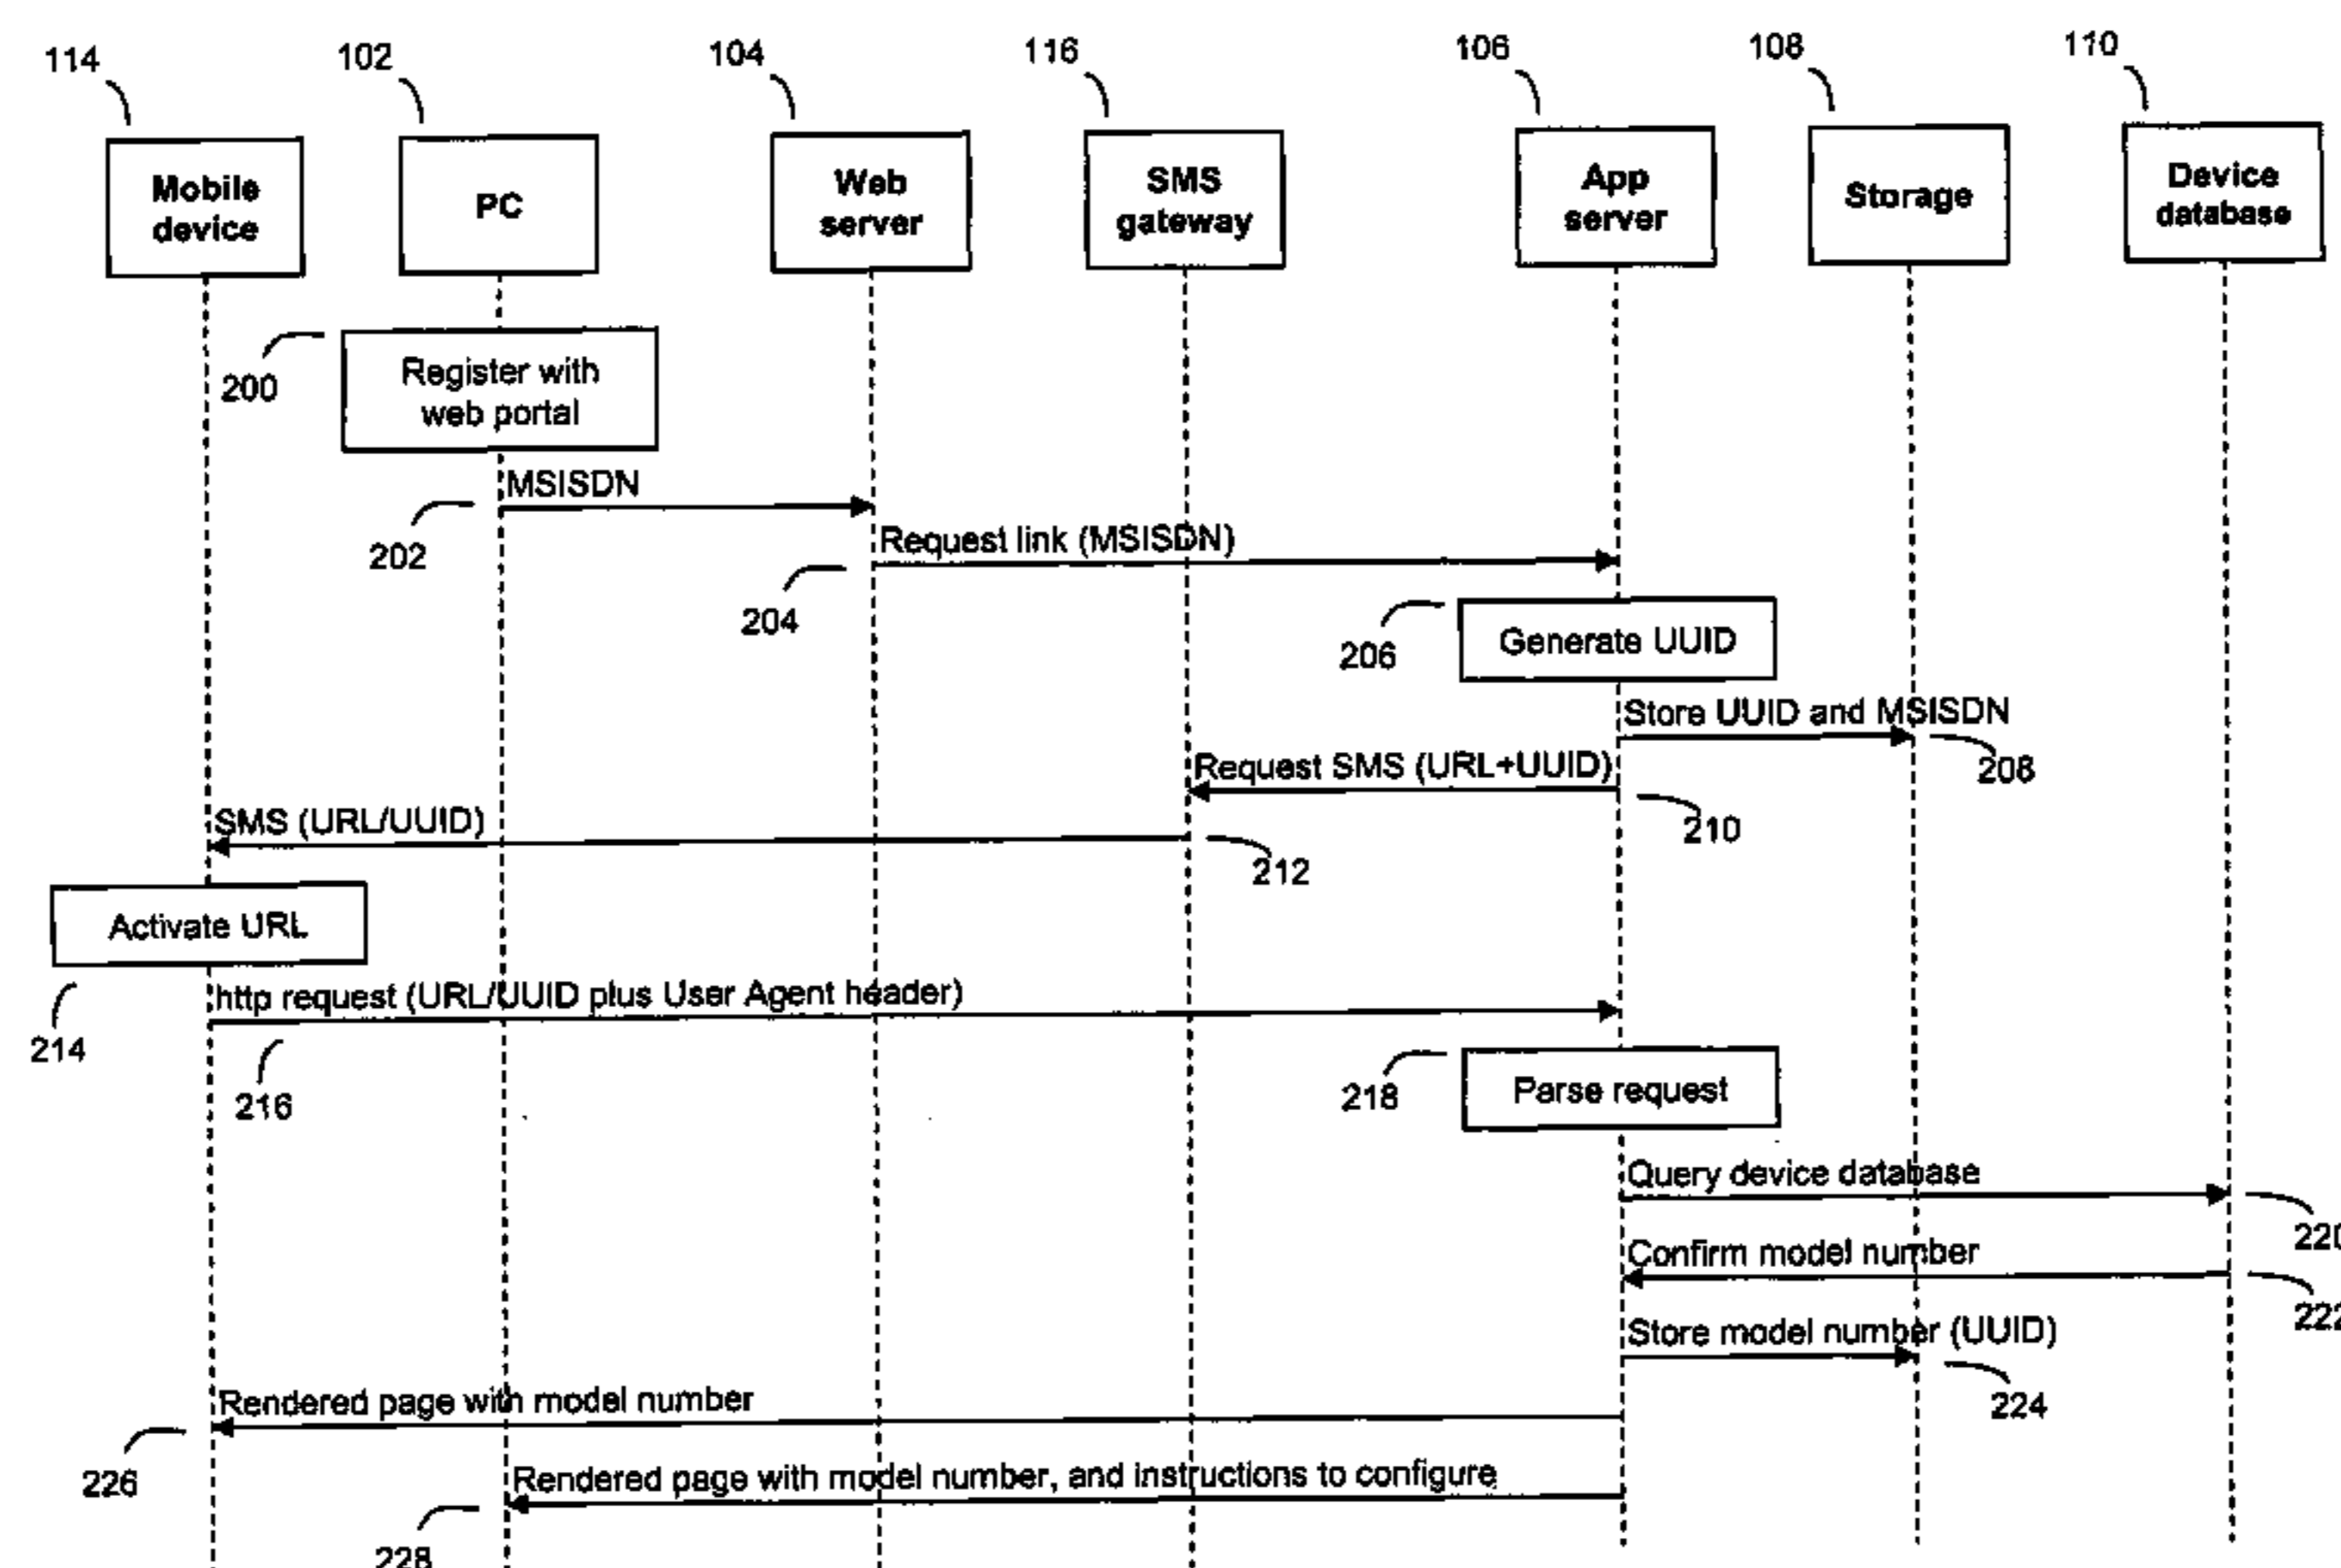 114
102
104
116
106
108
110
Mobile
device
PC
Web
server
SMS
gateway
App
server
Storage
Device
database
200
Register with
web portal
MSISDN
202
Request link (MSISDN)
204
206
Generate UUID
Store UUID and MSISDN
208
Request SMS (URL+UUID)
210
SMS (URL/UUID)
212
Activate URL
214
http request (URL/UUID plus User Agent header)
216
218
Parse request
Query device database
220
Confirm model number
222
Store model number (UUID)
224
Rendered page with model number
226
Rendered page with model number, and instructions to configure
228